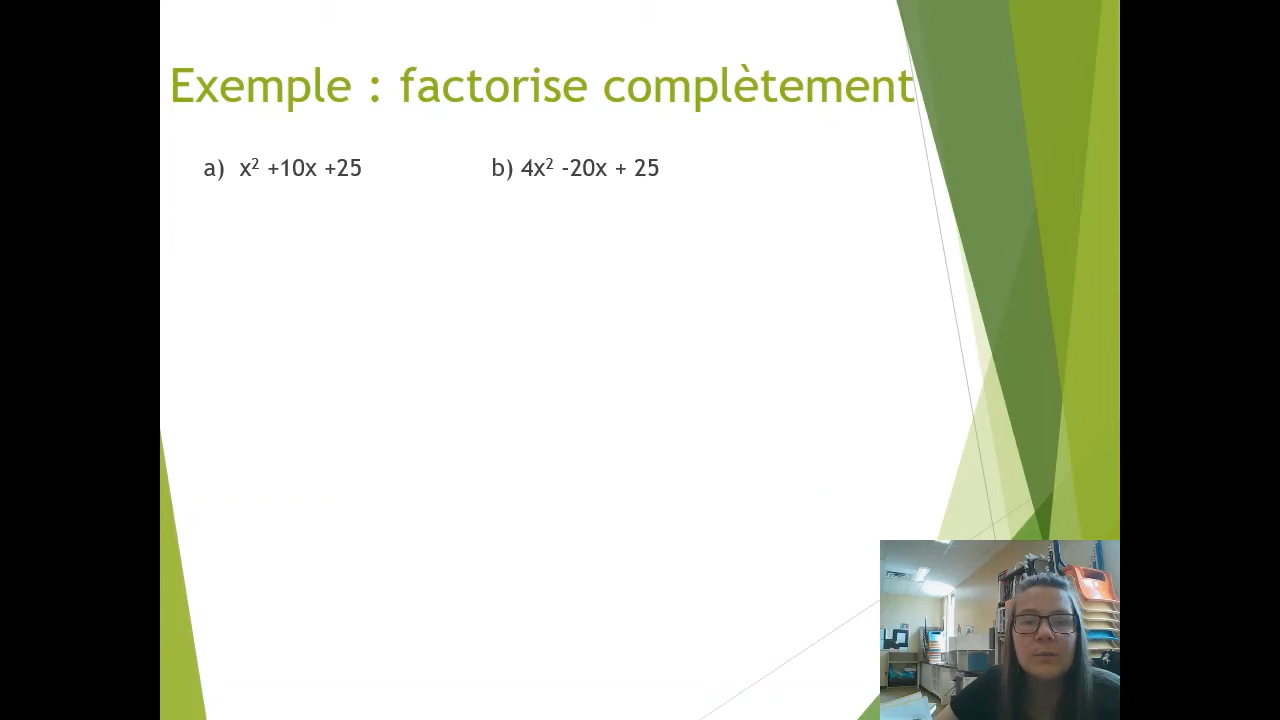 Exemple : factorise complètement
a) x² +10x +25 b) 4x² -20x + 25